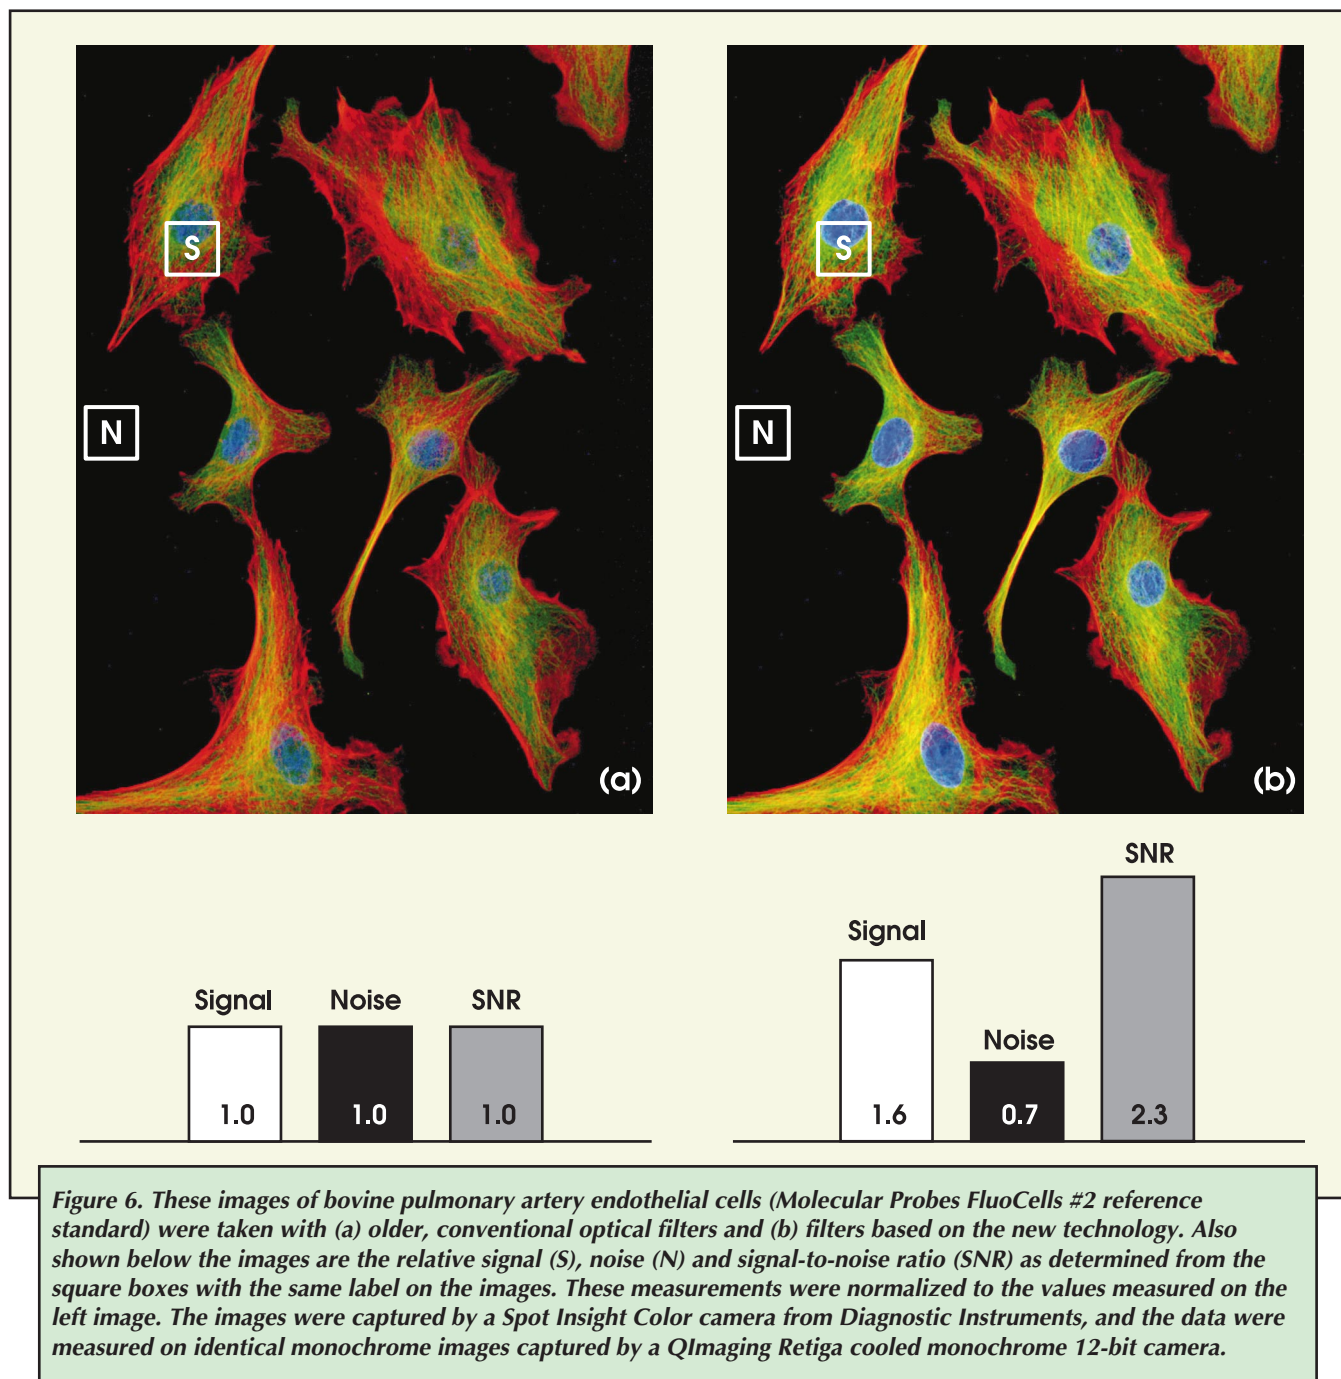 S
N
(a)
S
N
(b)
Signal
Noise
SNR
1.0
1.0
1.0
Signal
Noise
SNR
1.6
0.7
2.3
Figure 6. These images of bovine pulmonary artery endothelial cells (Molecular Probes FluoCells #2 reference
standard) were taken with (a) older, conventional optical filters and (b) filters based on the new technology. Also
shown below the images are the relative signal (S), noise (N) and signal-to-noise ratio (SNR) as determined from the
square boxes with the same label on the images. These measurements were normalized to the values measured on the
left image. The images were captured by a Spot Insight Color camera from Diagnostic Instruments, and the data were
measured on identical monochrome images captured by a QImaging Retiga cooled monochrome 12-bit camera.